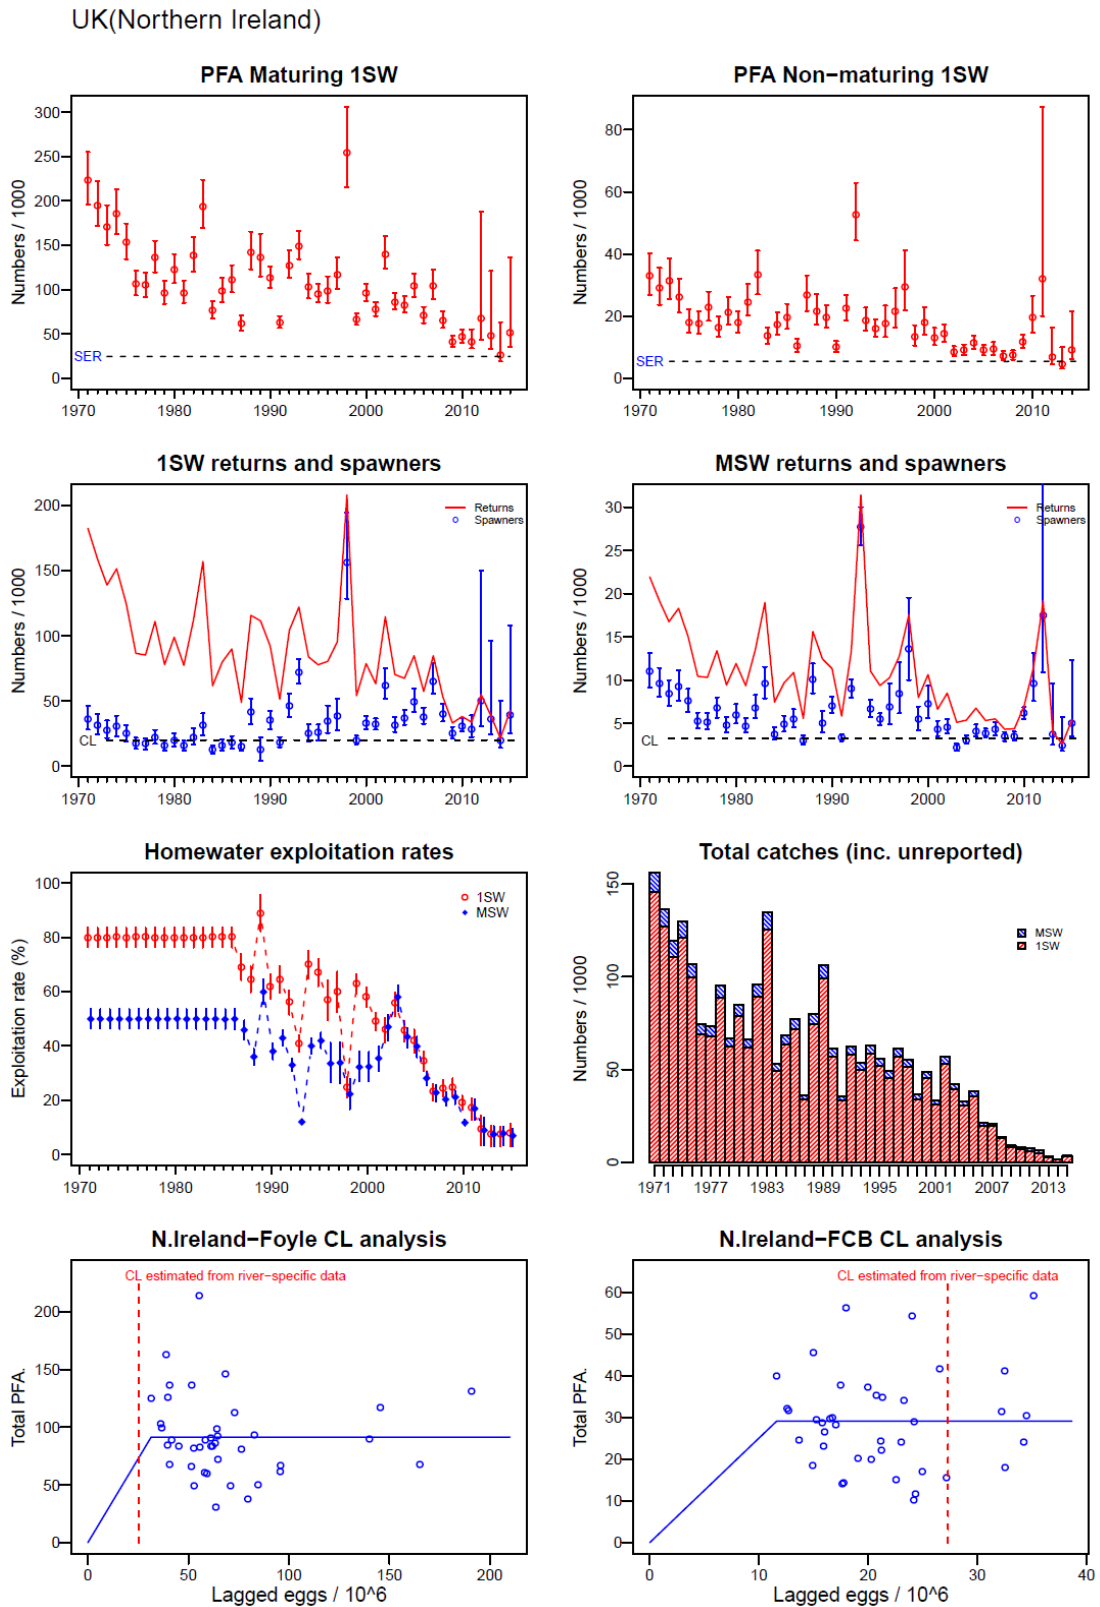 UK(Northern Ireland)
PFA Maturing 1SW
Numbers / 1000
300
250
200
150
100
50
0
SER
1970 1980 1990 2000 2010
PFA Non−maturing 1SW
Numbers / 1000
80
60
40
20
0
SER
1970 1980 1990 2000 2010
1SW returns and spawners
Numbers / 1000
200
150
100
50
0
CL
Returns
Spawners
1970 1980 1990 2000 2010
MSW returns and spawners
Numbers / 1000
30
25
20
15
10
5
0
CL
Returns
Spawners
1970 1980 1990 2000 2010
Homewater exploitation rates
Exploitation rate (%)
100
80
60
40
20
0
1SW
MSW
1970 1980 1990 2000 2010
Total catches (inc. unreported)
Numbers / 1000
150
100
50
0
MSW
1SW
1971 1977 1983 1989 1995 2001 2007 2013
N.Ireland−Foyle CL analysis
CL estimated from river−specific data
Total PFA.
200
150
100
50
0
0 50 100 150 200
Lagged eggs / 10^6
N.Ireland−FCB CL analysis
CL estimated from river−specific data
Total PFA.
60
50
40
30
20
10
0
0 10 20 30 40
Lagged eggs / 10^6